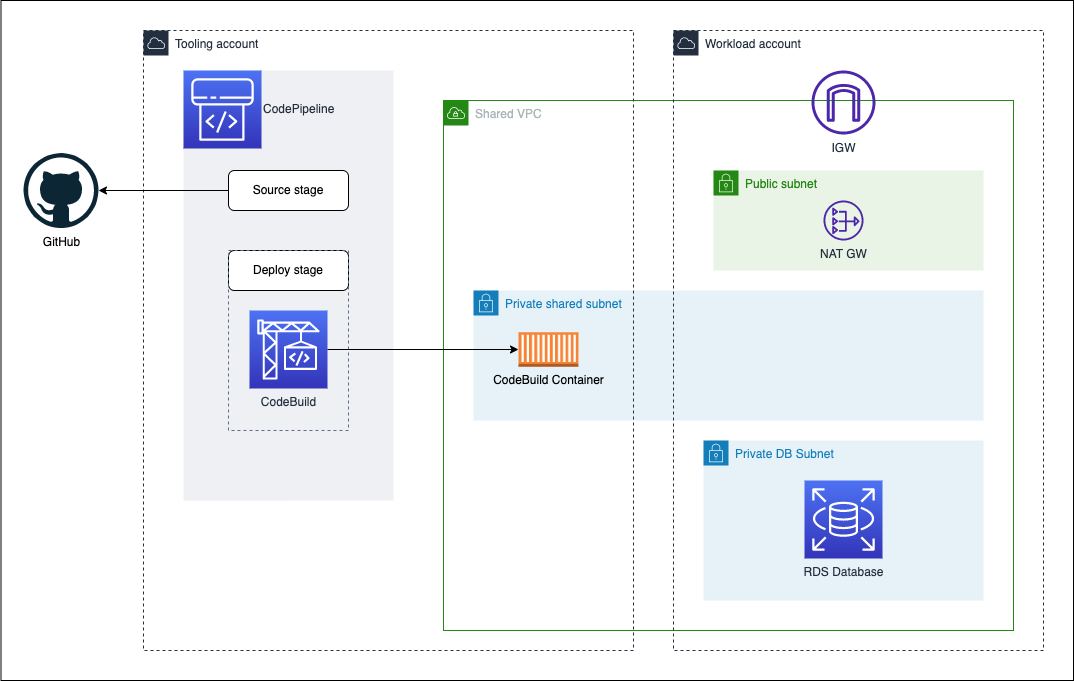 Tooling account
Workload account
CodePipeline
Shared VPC
IGW
Source stage
Public subnet
GitHub
NAT GW
Deploy stage
Private shared subnet
CodeBuild Container
CodeBuild
Private DB Subnet
RDS Database